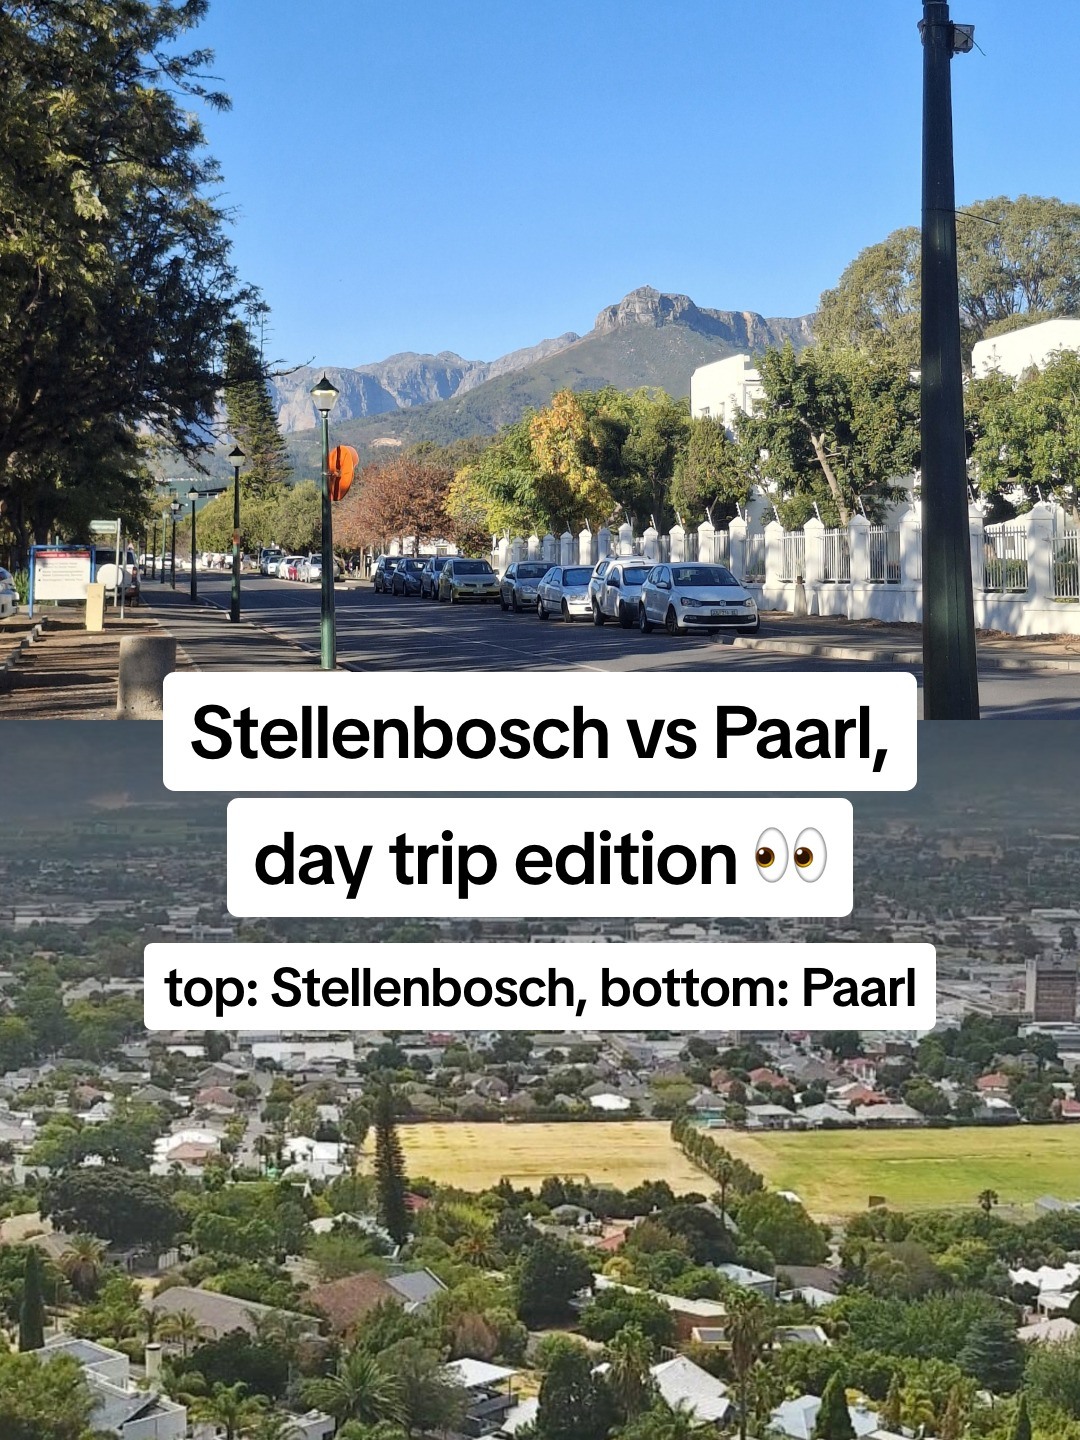 Stellenbosch vs Paarl,
day trip edition 👀
top: Stellenbosch, bottom: Paarl